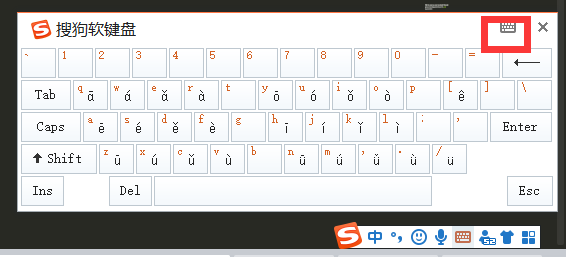 S 搜狗软键盘
~ 1 2 3 4 5 6 7 8 9 0 - =
Tab q ā w á e ǎ r à t y ō u ó i ǒ o ò p [ ê ] \
Caps a ē s é d ě f è g h ī j í k ǐ l ì ; ' Enter
Shift z ū x ú c ǔ v ù b n ǖ m ǘ , ǚ . ǜ / ü
Ins Del Esc
S 中 °, 52